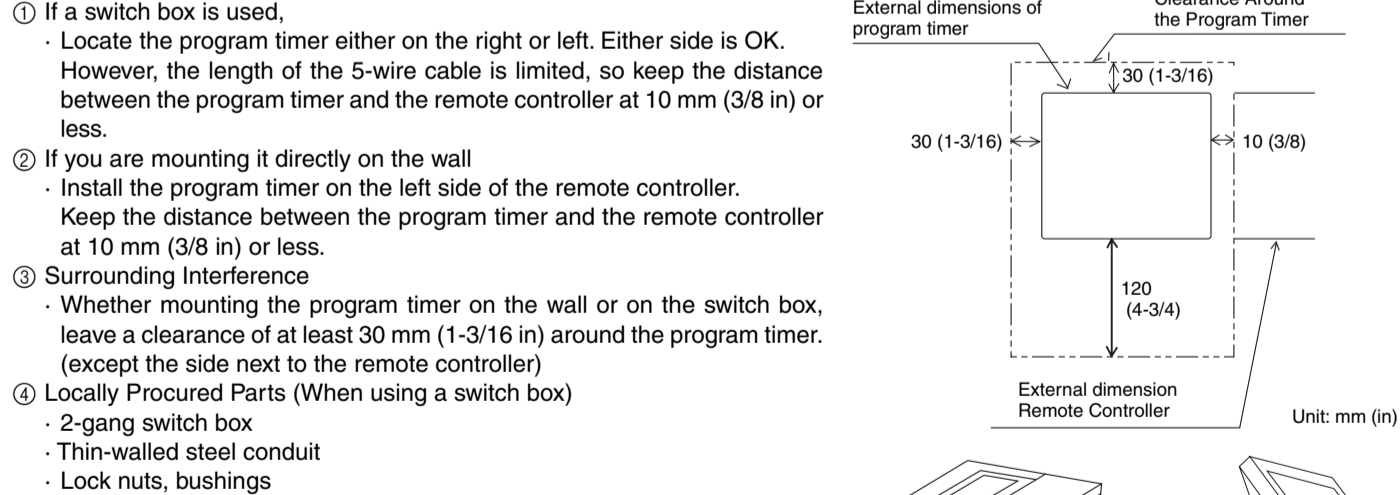 ① If a switch box is used,
· Locate the program timer either on the right or left. Either side is OK.
However, the length of the 5-wire cable is limited, so keep the distance
between the program timer and the remote controller at 10 mm (3/8 in) or
less.
② If you are mounting it directly on the wall
· Install the program timer on the left side of the remote controller.
Keep the distance between the program timer and the remote controller
at 10 mm (3/8 in) or less.
③ Surrounding Interference
· Whether mounting the program timer on the wall or on the switch box,
leave a clearance of at least 30 mm (1-3/16 in) around the program timer.
(except the side next to the remote controller)
④ Locally Procured Parts (When using a switch box)
· 2-gang switch box
· Thin-walled steel conduit
· Lock nuts, bushings
External dimensions of
program timer
Clearance Around
the Program Timer
30 (1-3/16)
30 (1-3/16)
10 (3/8)
120
(4-3/4)
External dimension
Remote Controller
Unit: mm (in)